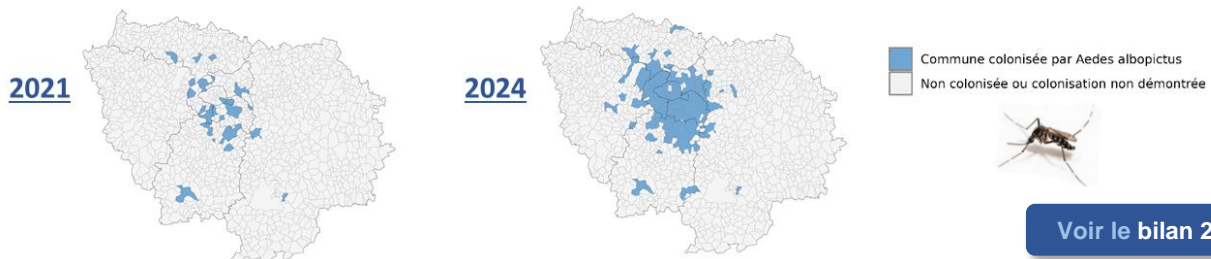 2021
2024
Commune colonisée par Aedes albopictus
Non colonisée ou colonisation non démontrée
Voir le bilan 2